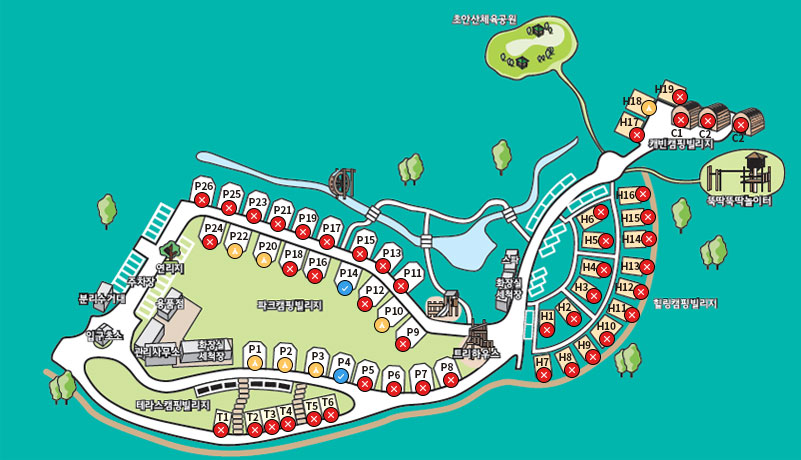 초안산체육공원
H19
H18
H17
C1
C2
C2
캐빈캠핑빌리지
뚝딱뚝딱놀이터
P26
P25
P23
P21
P19
P17
P15
P13
P11
P24
P22
P20
P18
P16
P14
P12
P10
P9
H16
H15
H14
H13
H12
H11
H10
H9
H8
H7
H6
H5
H4
H3
H2
H1
힐링캠핑빌리지
연리지
주차장
분리수거대
용품점
파크캠핑빌리지
화장실
세척장
입구초소
관리사무소
화장실
세척장
트리하우스
P1
P2
P3
P4
P5
P6
P7
P8
테라스캠핑빌리지
T1
T2
T3
T4
T5
T6